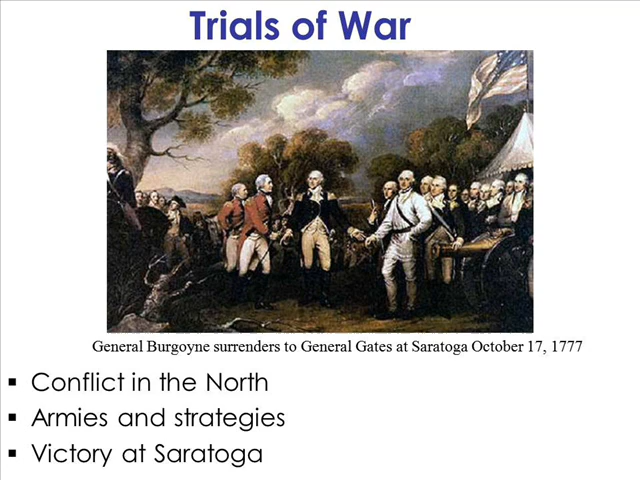 Trials of War
General Burgoyne surrenders to General Gates at Saratoga October 17, 1777
▪ Conflict in the North
▪ Armies and strategies
▪ Victory at Saratoga